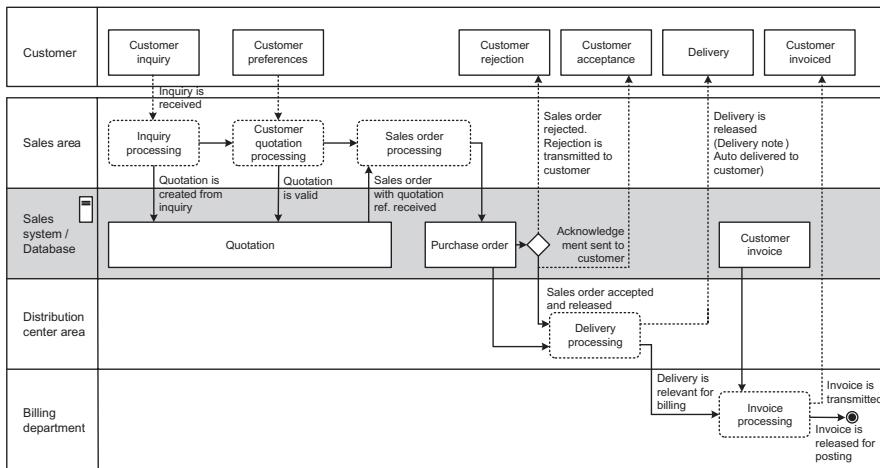 Customer
Customer
inquiry
Customer
preferences
Customer
rejection
Customer
acceptance
Delivery
Customer
invoiced
Inquiry is
received
Sales area
Inquiry
processing
Customer
quotation
processing
Sales order
processing
Sales order
rejected.
Rejection is
transmitted to
customer
Delivery is
released
(Delivery note)
Auto delivered to
customer)
Quotation is
created from
inquiry
Quotation
is valid
Sales order
with quotation
ref. received
Sales
system /
Database
Quotation
Purchase order
Acknowledge
ment sent to
customer
Customer
invoice
Distribution
center area
Sales order accepted
and released
Delivery
processing
Billing
department
Delivery is
relevant for
billing
Invoice
processing
Invoice is
transmitted
Invoice is
released for
posting